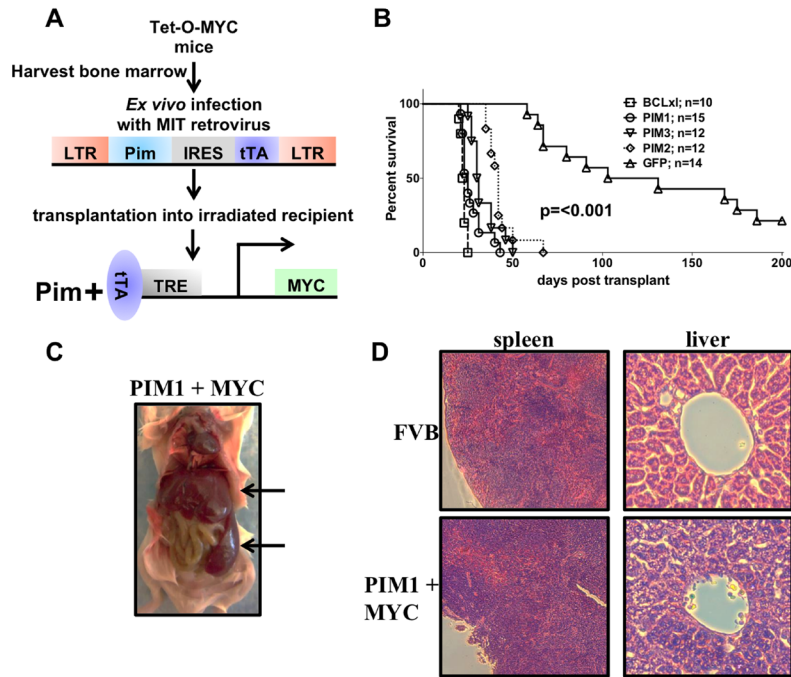 A
Tet-O-MYC
mice
Harvest bone marrow
Ex vivo infection
with MIT retrovirus
LTR Pim IRES tTA LTR
transplantation into irradiated recipient
Pim+ tTA TRE MYC
B
Percent survival
100
50
0
0 50 100 150 200
days post transplant
BCLxl; n=10
PIM1; n=15
PIM3; n=12
PIM2; n=12
GFP; n=14
p=<0.001
C
PIM1 + MYC
D
spleen liver
FVB
PIM1 +
MYC